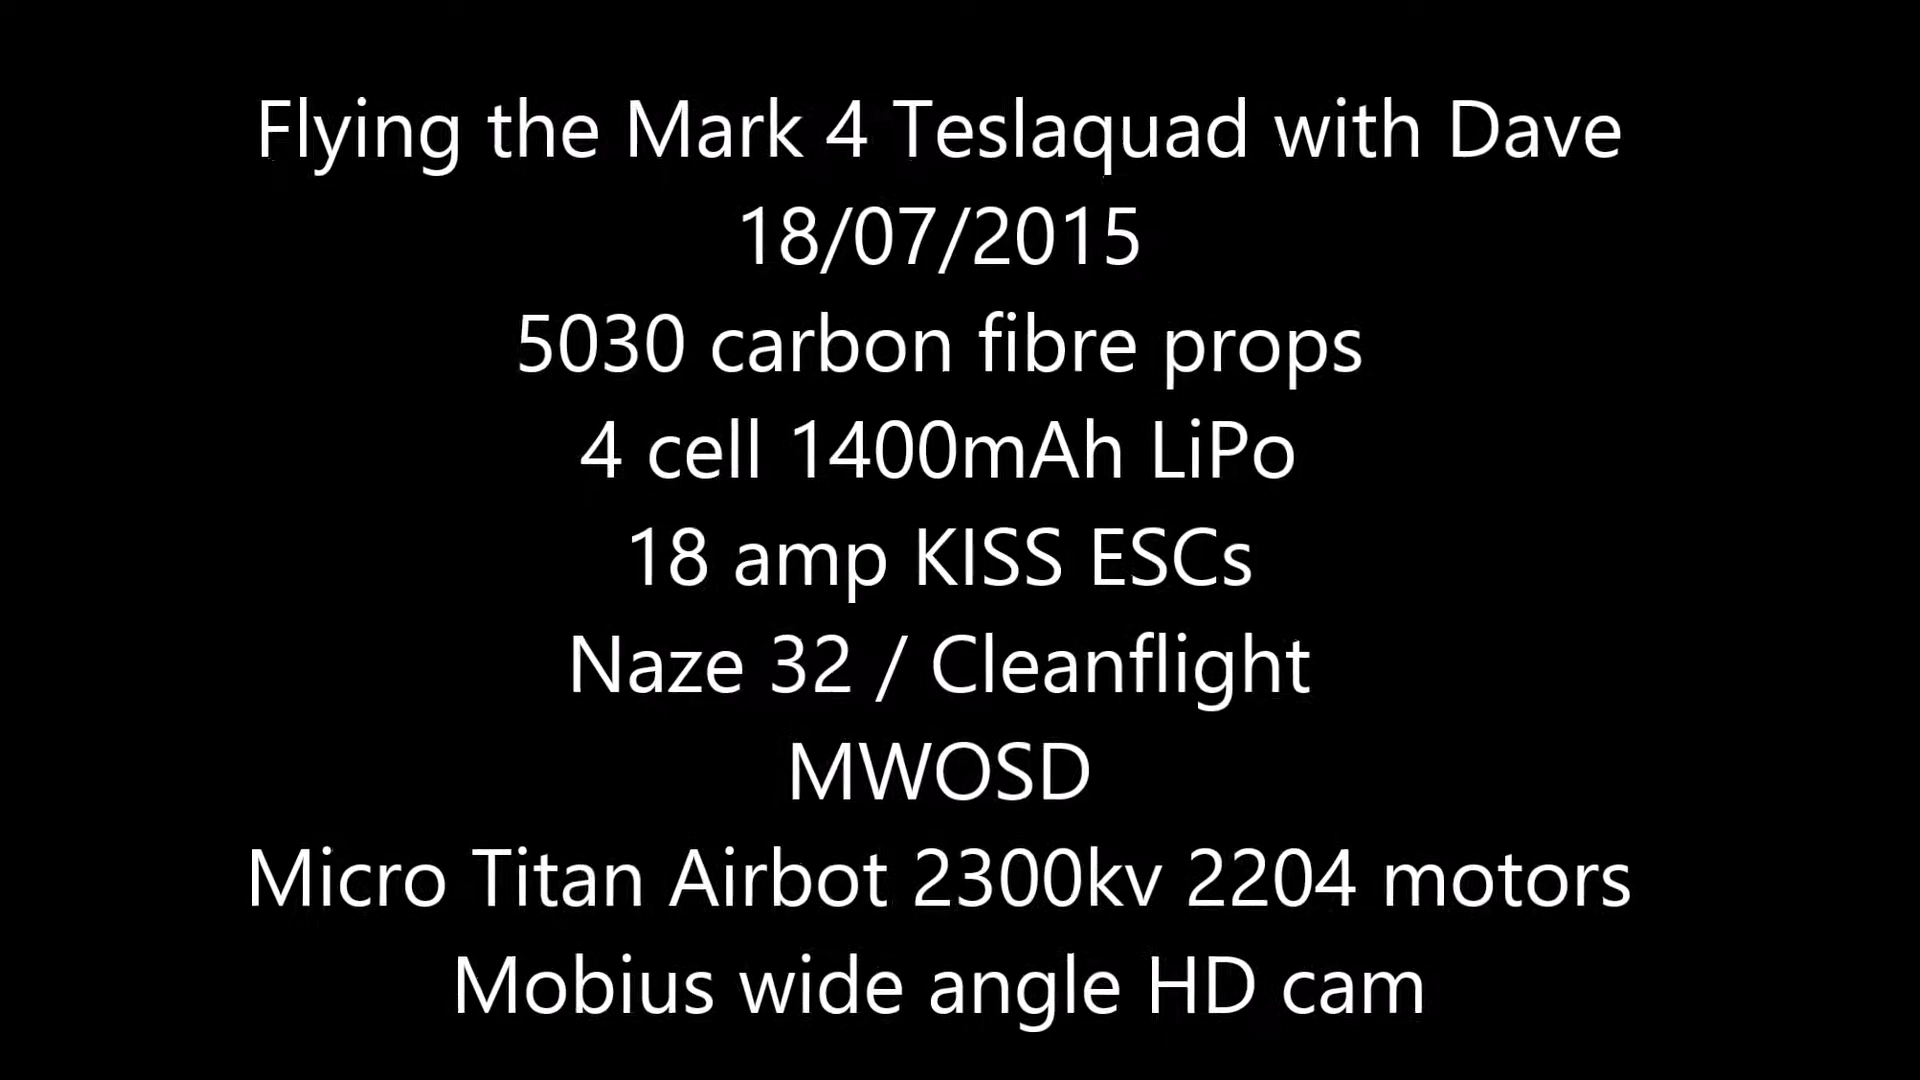 Flying the Mark 4 Teslaquad with Dave
18/07/2015
5030 carbon fibre props
4 cell 1400mAh LiPo
18 amp KISS ESCs
Naze 32 / Cleanflight
MWOSD
Micro Titan Airbot 2300kv 2204 motors
Mobius wide angle HD cam